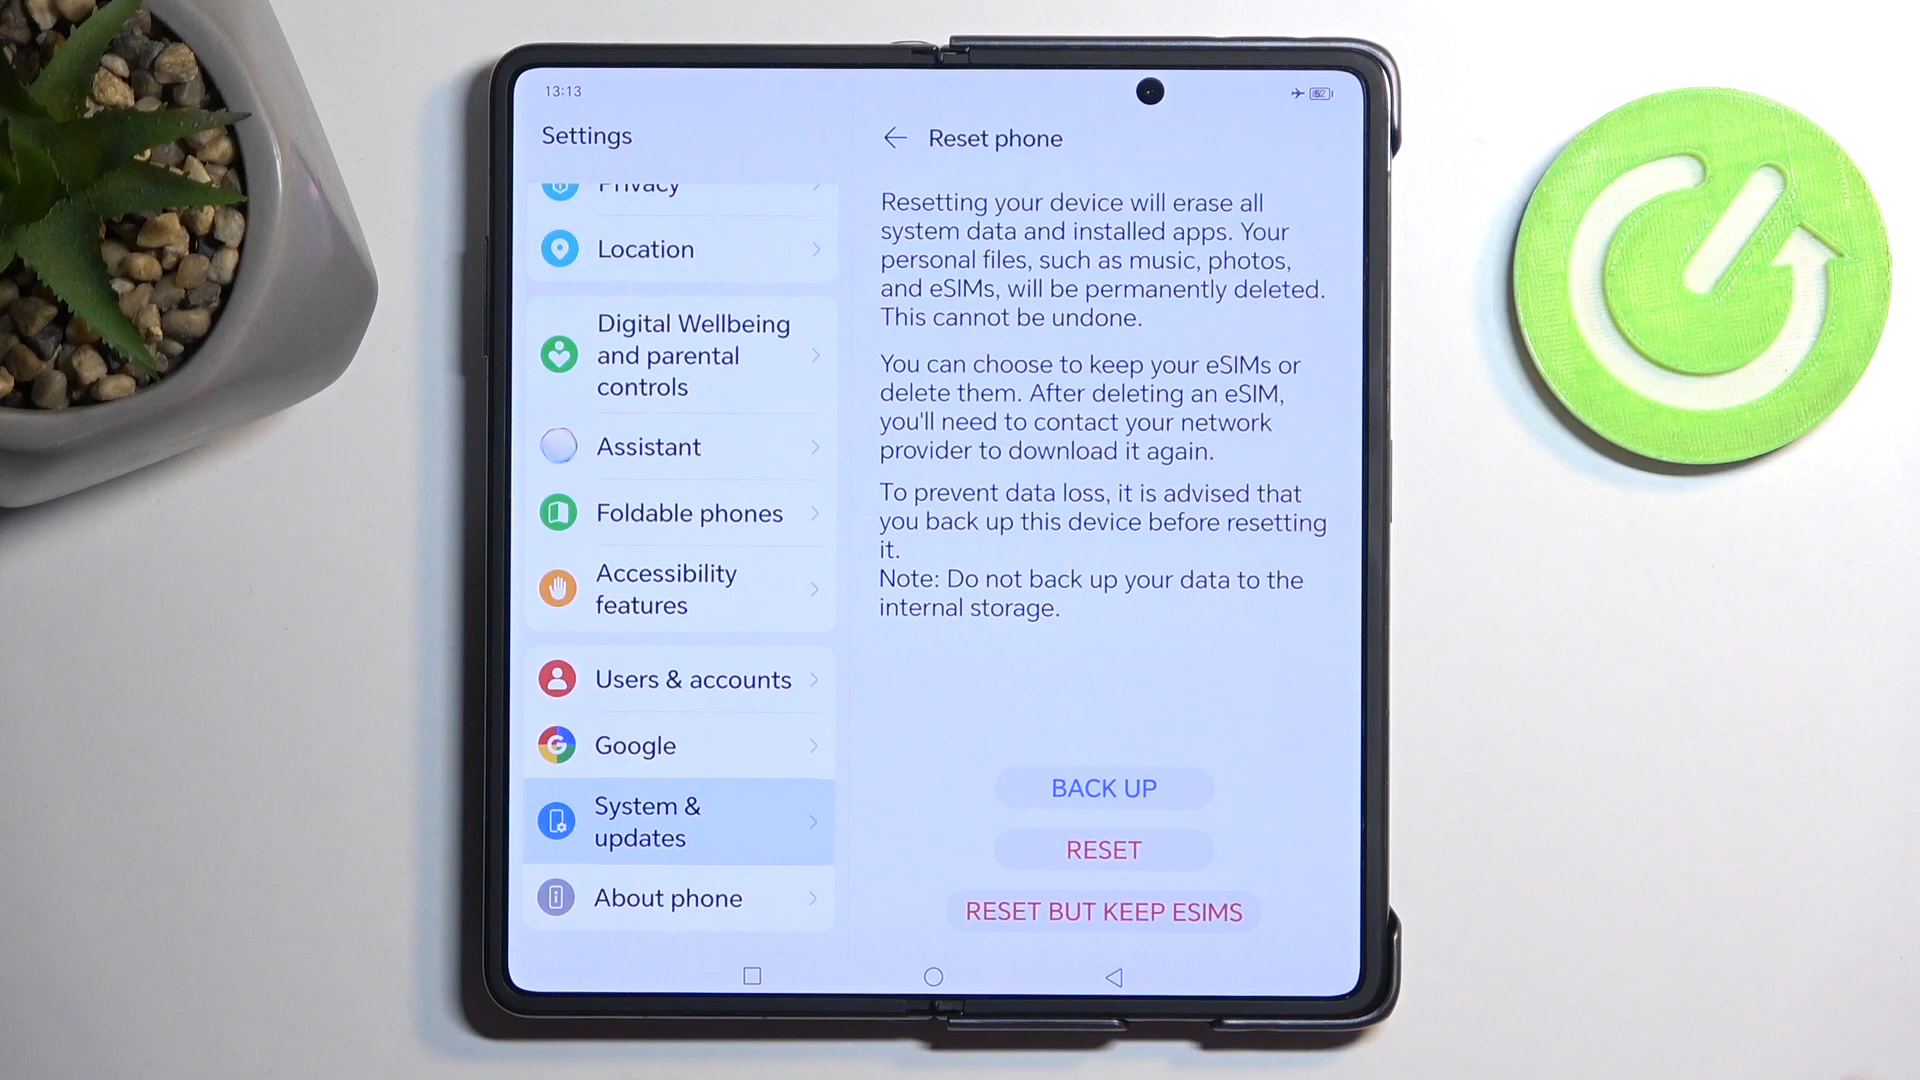 13:13
52
Settings
Privacy
Location
Digital Wellbeing
and parental
controls
Assistant
Foldable phones
Accessibility
features
Users & accounts
Google
System &
updates
About phone
Reset phone
Resetting your device will erase all
system data and installed apps. Your
personal files, such as music, photos,
and eSIMs, will be permanently deleted.
This cannot be undone.
You can choose to keep your eSIMs or
delete them. After deleting an eSIM,
you'll need to contact your network
provider to download it again.
To prevent data loss, it is advised that
you back up this device before resetting
it.
Note: Do not back up your data to the
internal storage.
BACK UP
RESET
RESET BUT KEEP ESIMS